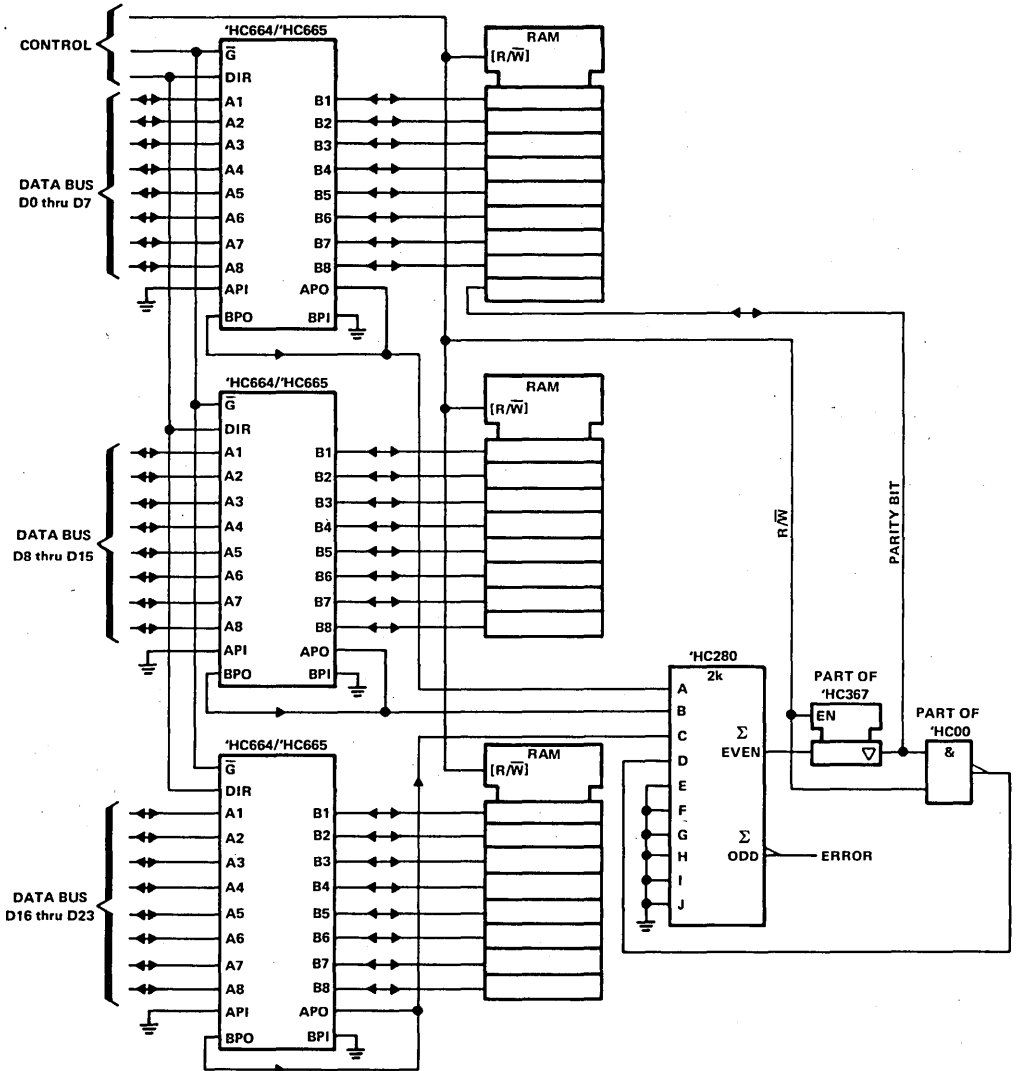 CONTROL
'HC664/'HC665
G̅
DIR
A1
A2
A3
A4
A5
A6
A7
A8
API
BPO
B1
B2
B3
B4
B5
B6
B7
B8
APO
BPI
DATA BUS
D0 thru D7
RAM
[R/W̅]
'HC664/'HC665
G̅
DIR
A1
A2
A3
A4
A5
A6
A7
A8
API
BPO
B1
B2
B3
B4
B5
B6
B7
B8
APO
BPI
DATA BUS
D8 thru D15
RAM
[R/W̅]
R/W̅
PARITY BIT
'HC664/'HC665
G̅
DIR
A1
A2
A3
A4
A5
A6
A7
A8
API
BPO
B1
B2
B3
B4
B5
B6
B7
B8
APO
BPI
DATA BUS
D16 thru D23
RAM
[R/W̅]
'HC280
2k
A
B
C
D
E
F
G
H
I
J
Σ
EVEN
Σ
ODD
ERROR
PART OF
'HC367
EN
▽
PART OF
'HC00
&